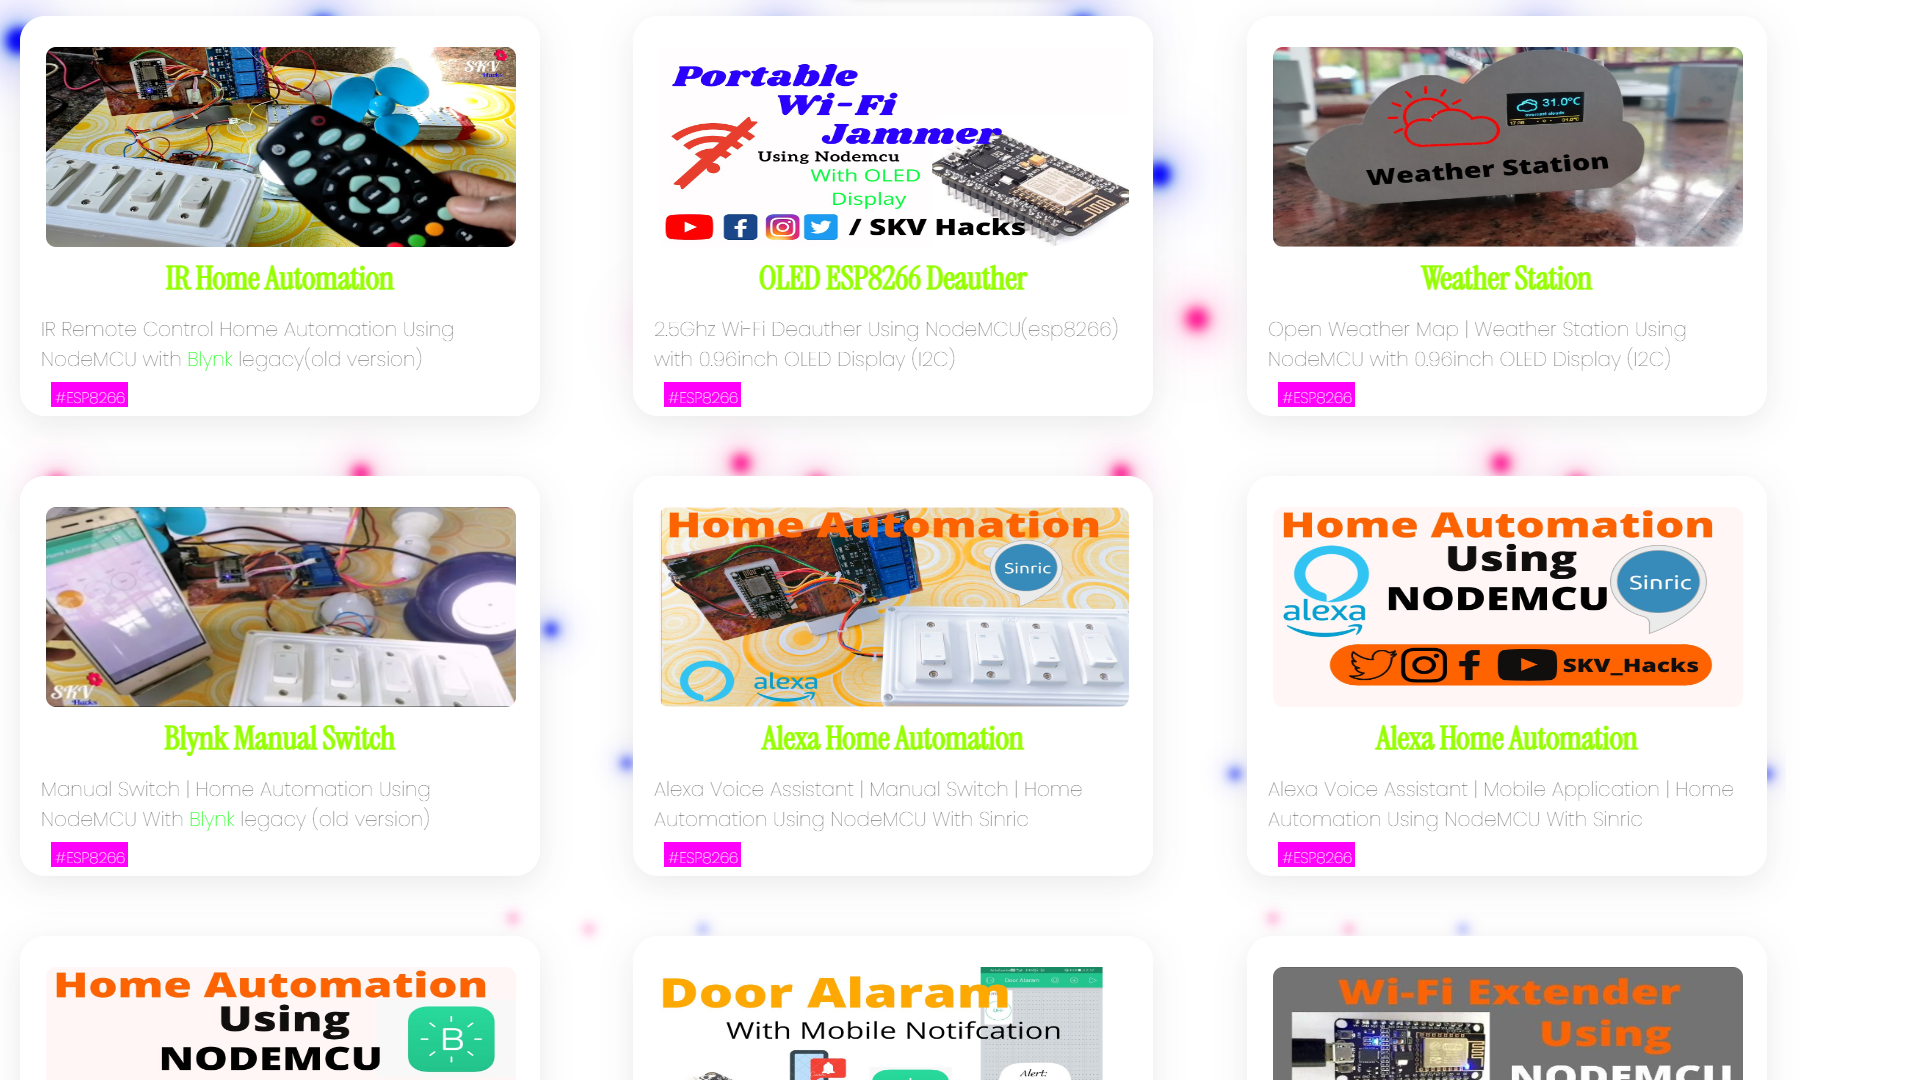 SKV
Hacks
IR Home Automation
IR Remote Control Home Automation Using
NodeMCU with Blynk legacy(old version)
#ESP8266
Portable
Wi-Fi
Jammer
Using Nodemcu
With OLED
Display
/ SKV Hacks
OLED ESP8266 Deauther
2.5Ghz Wi-Fi Deauther Using NodeMCU(esp8266)
with 0.96inch OLED Display (I2C)
#ESP8266
31.0°C
overcast clouds
Weather Station
Weather Station
Open Weather Map | Weather Station Using
NodeMCU with 0.96inch OLED Display (I2C)
#ESP8266
SKV
Hacks
Blynk Manual Switch
Manual Switch | Home Automation Using
NodeMCU With Blynk legacy (old version)
#ESP8266
Home Automation
Sinric
alexa
Alexa Home Automation
Alexa Voice Assistant | Manual Switch | Home
Automation Using NodeMCU With Sinric
#ESP8266
Home Automation
Using
NODEMCU
alexa
Sinric
SKV_Hacks
Alexa Home Automation
Alexa Voice Assistant | Mobile Application | Home
Automation Using NodeMCU With Sinric
#ESP8266
Home Automation
Using
NODEMCU
B
Door Alaram
Door Alaram
With Mobile Notifcation
Alert:
Wi-Fi Extender
Using
NODEMCU